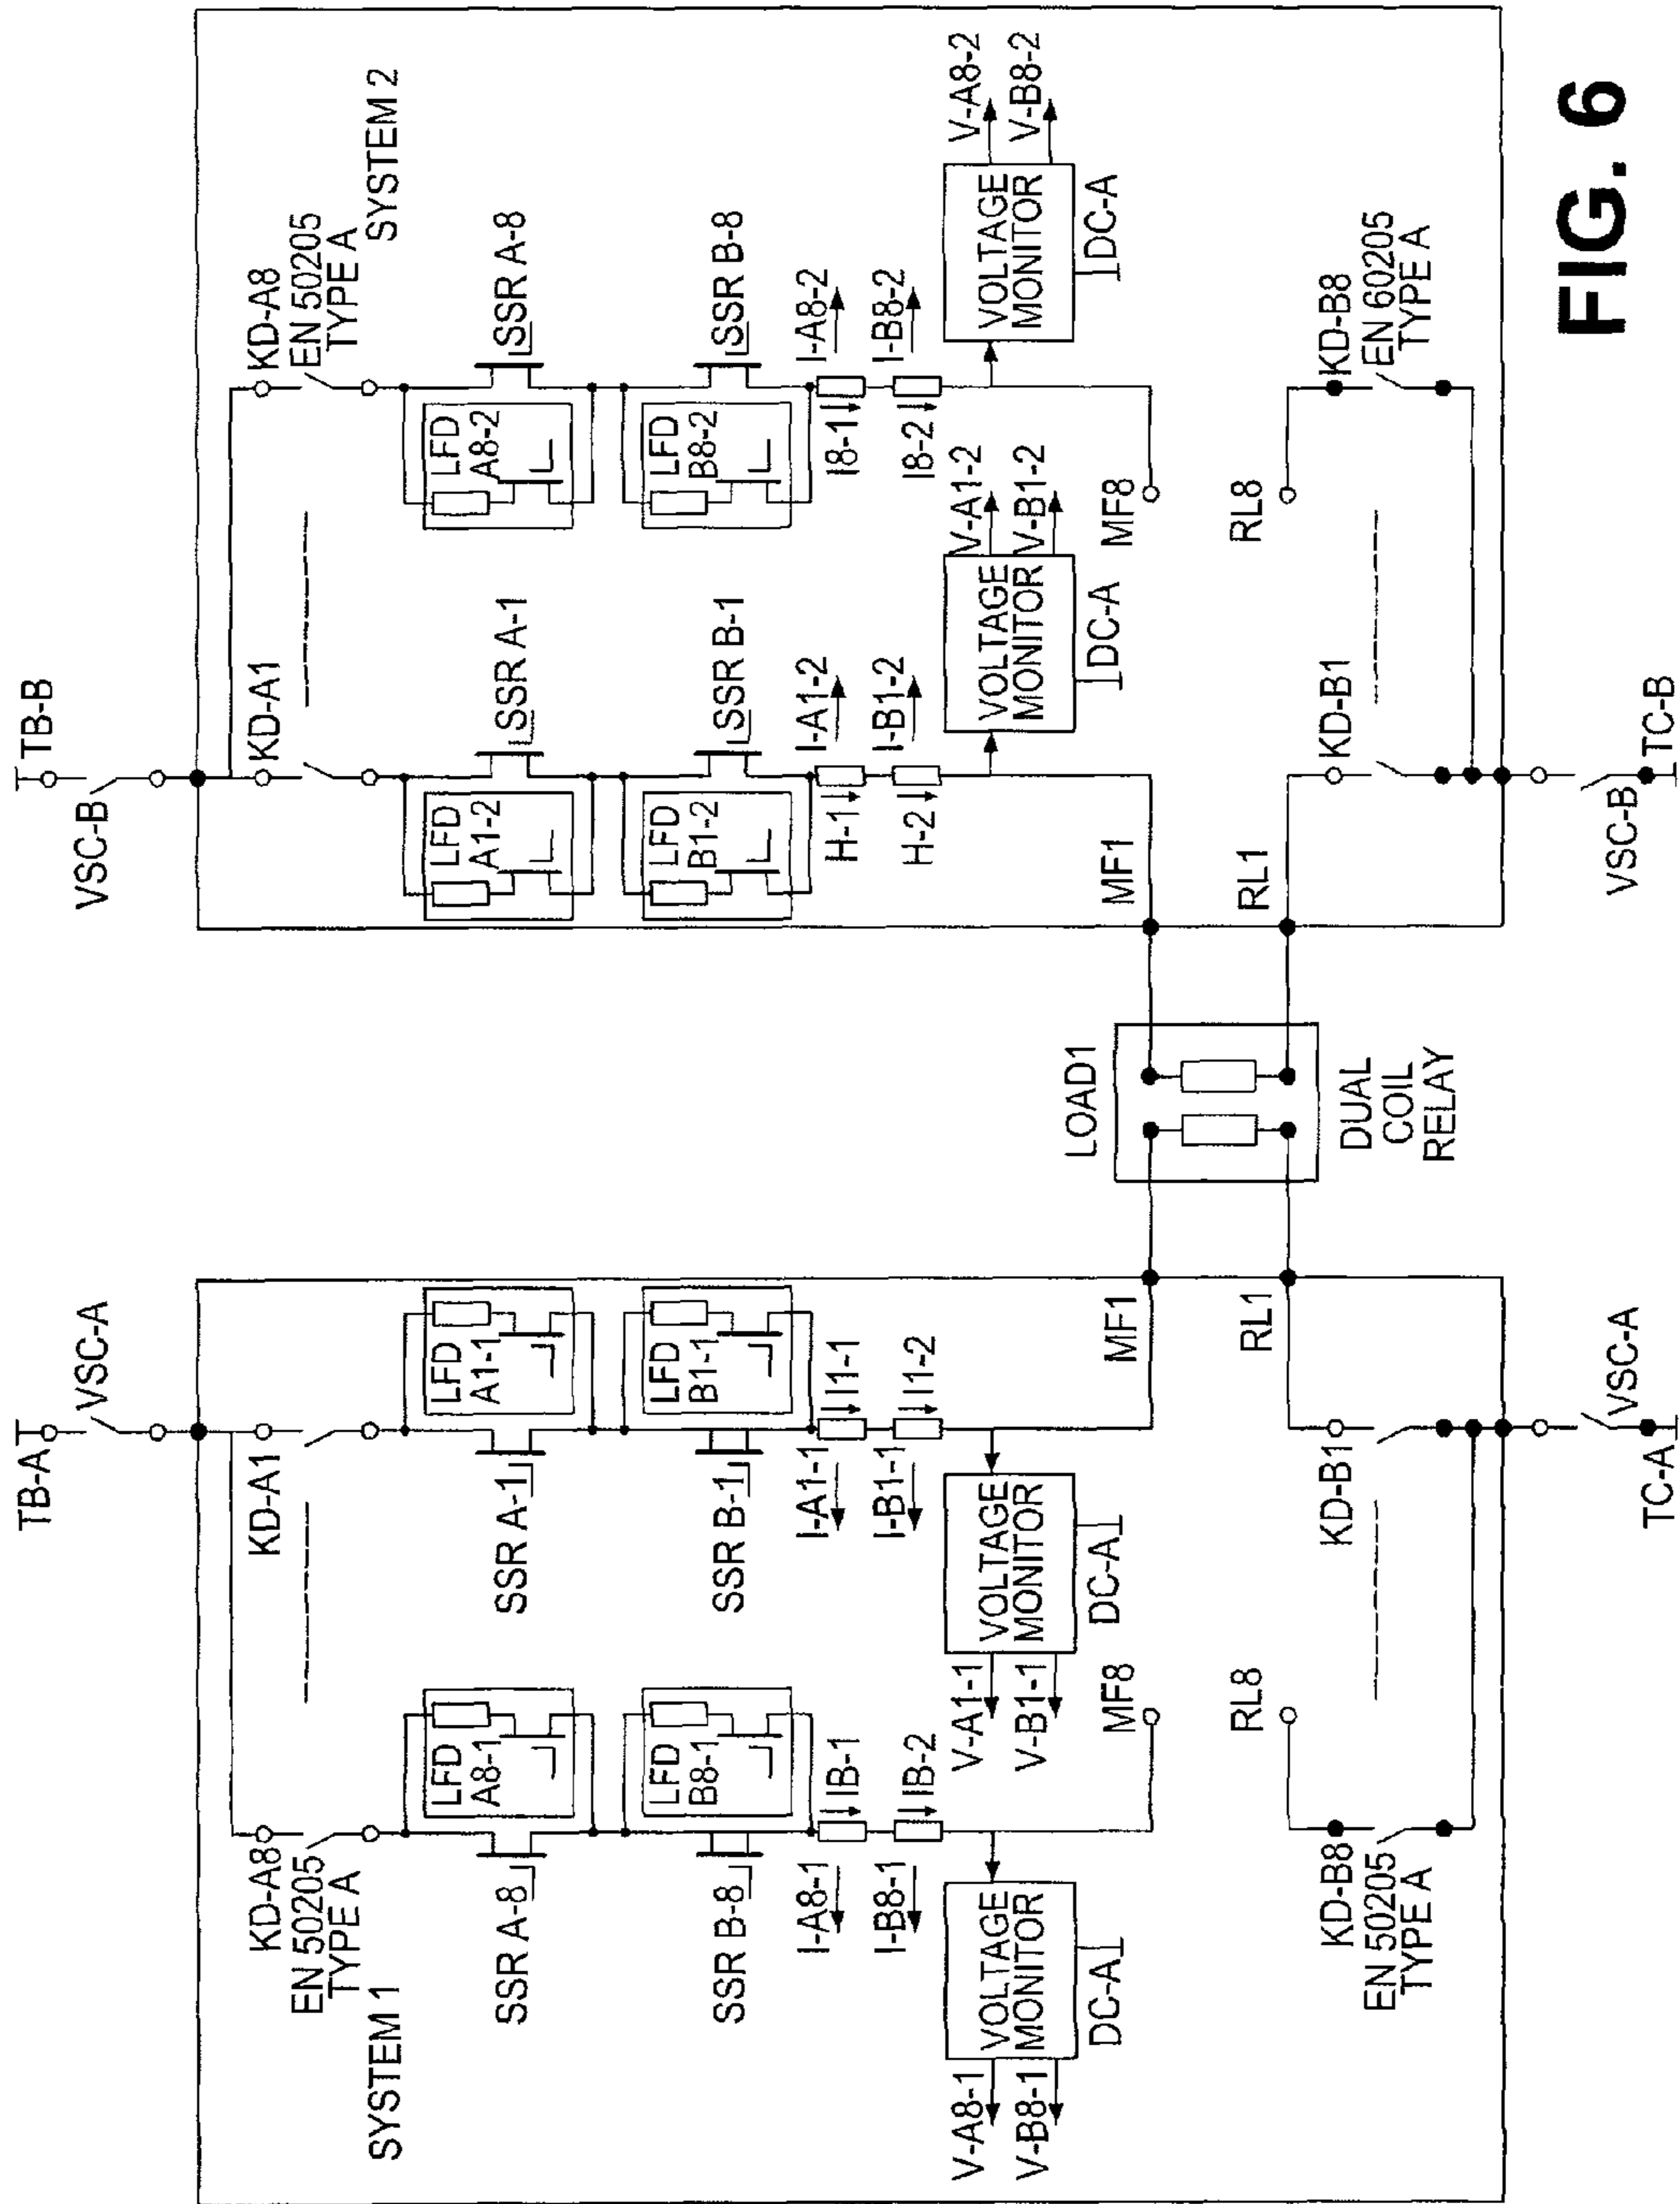 TB-A
VSC-A
KD-A8
EN 50205
TYPE A
SYSTEM 1
KD-A1
SSR A-8
LFD
A8-1
SSR A-1
LFD
A1-1
SSR B-8
LFD
B8-1
SSR B-1
LFD
B1-1
I-A8-1
IB-1
I-B8-1
IB-2
I-A1-1
I1-1
I-B1-1
I1-2
V-A8-1
V-B8-1
VOLTAGE
MONITOR
DC-A
V-A1-1
V-B1-1
VOLTAGE
MONITOR
DC-A
MF8
MF1
RL8
RL1
KD-B8
EN 50205
TYPE A
KD-B1
VSC-A
TC-A
LOAD1
DUAL
COIL
RELAY
TB-B
VSC-B
KD-A1
KD-A8
EN 50205
TYPE A
SYSTEM 2
LFD
A1-2
SSR A-1
LFD
A8-2
SSR A-8
LFD
B1-2
SSR B-1
LFD
B8-2
SSR B-8
H-1
I-A1-2
H-2
I-B1-2
I8-1
I-A8-2
I8-2
I-B8-2
VOLTAGE
MONITOR
V-A1-2
V-B1-2
DC-A
VOLTAGE
MONITOR
V-A8-2
V-B8-2
DC-A
MF1
MF8
RL1
RL8
KD-B1
KD-B8
EN 60205
TYPE A
VSC-B
TC-B
FIG. 6